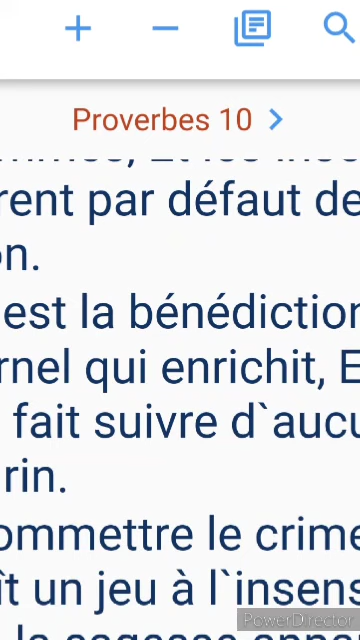 Proverbes 10
rent par défaut de
n.
est la bénédiction
rnel qui enrichit, E
fait suivre d`aucu
rin.
ommettre le crime
ît un jeu à l`insens
PowerDirector